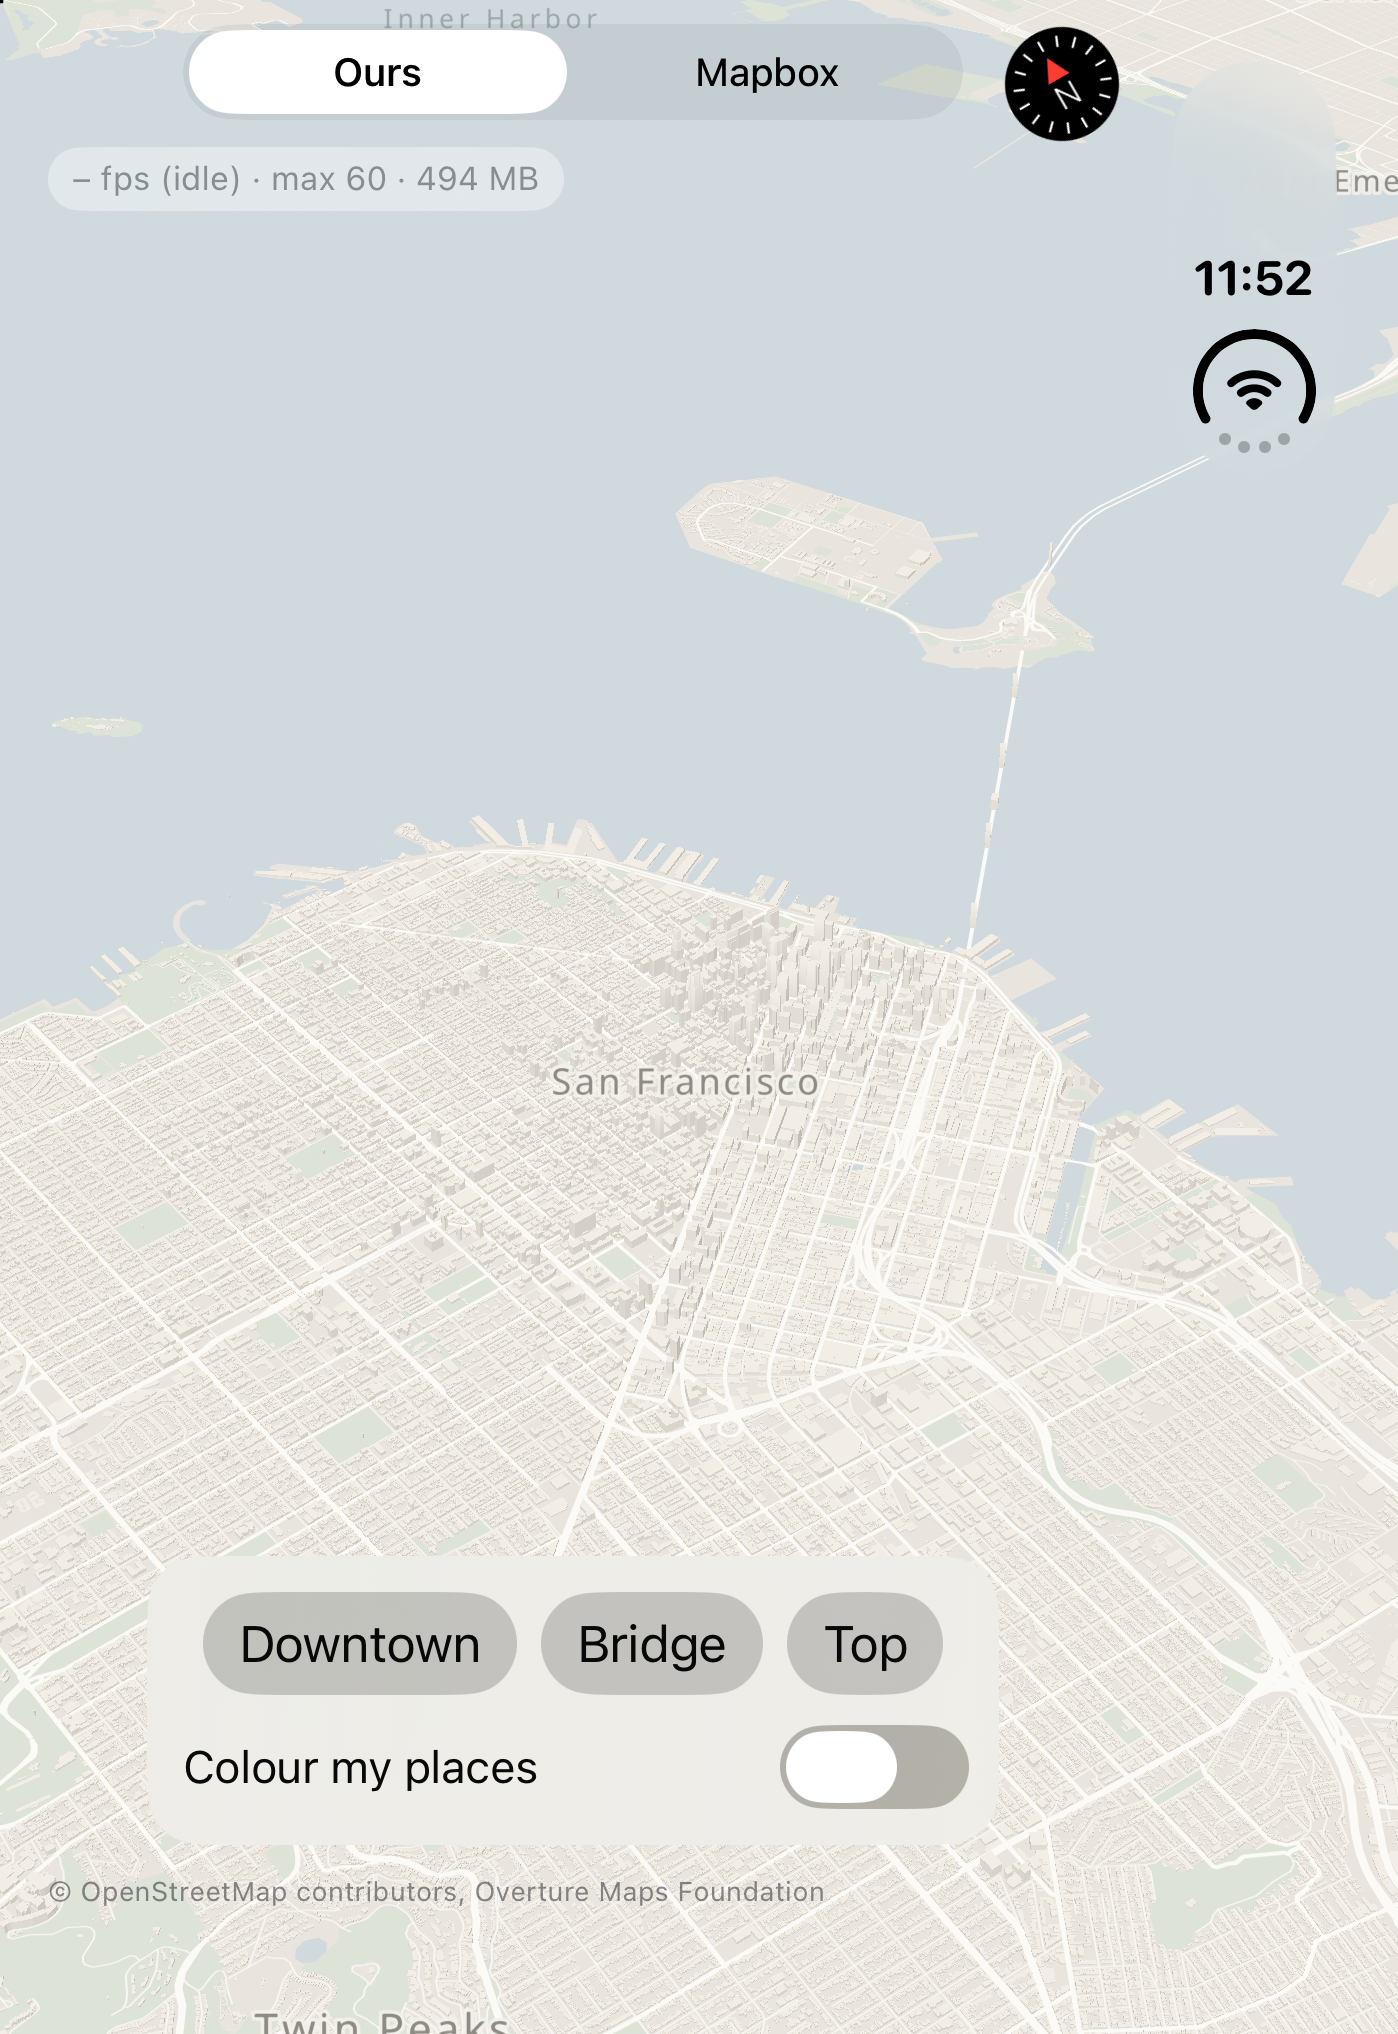 Inner Harbor
Ours
Mapbox
N
– fps (idle) · max 60 · 494 MB
Eme
11:52
San Francisco
Downtown
Bridge
Top
Colour my places
© OpenStreetMap contributors, Overture Maps Foundation
Twin Peaks